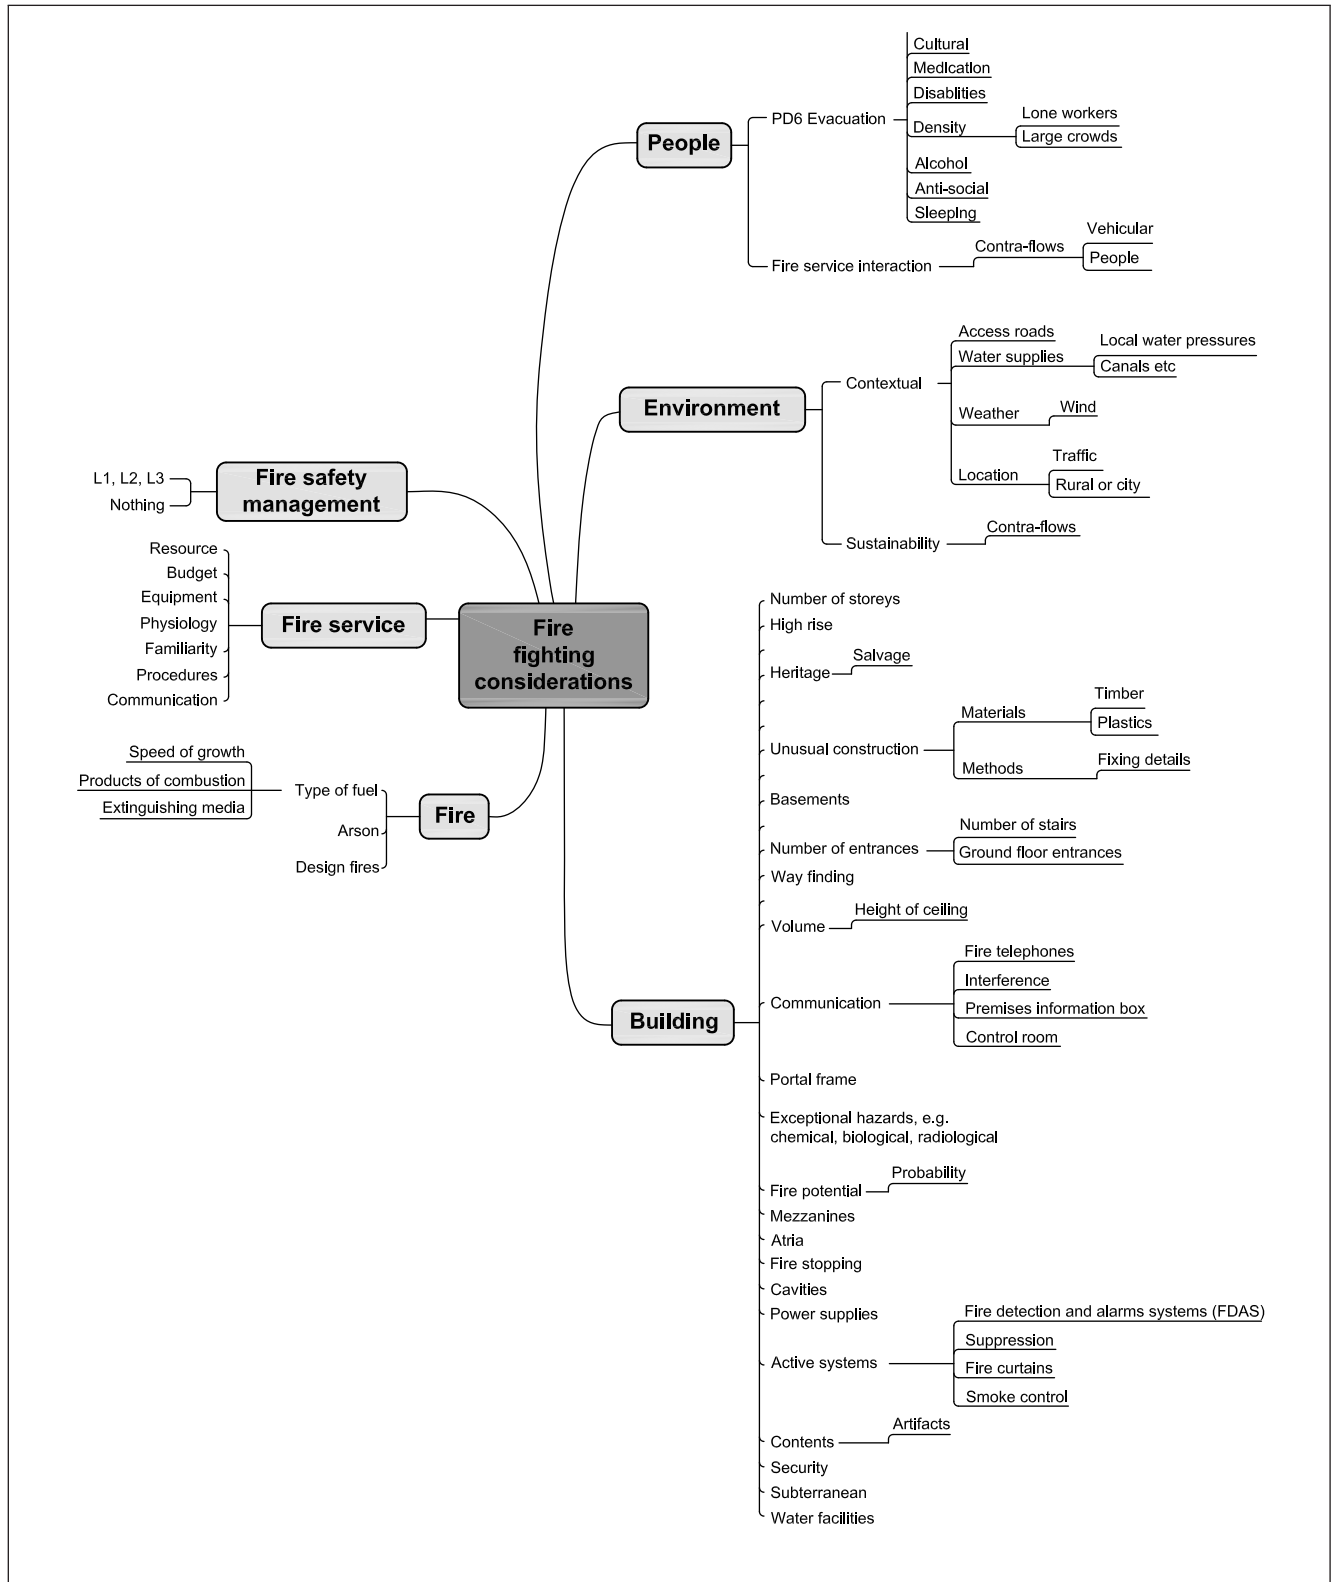 Cultural
Medication
Disablities
PD6 Evacuation
Density
Lone workers
Large crowds
Alcohol
Anti-social
Sleeping
People
Fire service interaction
Contra-flows
Vehicular
People
Environment
Contextual
Access roads
Water supplies
Local water pressures
Canals etc
Weather
Wind
Location
Traffic
Rural or city
Sustainability
Contra-flows
Fire safety
management
L1, L2, L3
Nothing
Fire service
Resource
Budget
Equipment
Physiology
Familiarity
Procedures
Communication
Fire
fighting
considerations
Fire
Type of fuel
Speed of growth
Products of combustion
Extinguishing media
Arson
Design fires
Building
Number of storeys
High rise
Heritage
Salvage
Unusual construction
Materials
Timber
Plastics
Methods
Fixing details
Basements
Number of entrances
Number of stairs
Ground floor entrances
Way finding
Volume
Height of ceiling
Communication
Fire telephones
Interference
Premises information box
Control room
Portal frame
Exceptional hazards, e.g.
chemical, biological, radiological
Fire potential
Probability
Mezzanines
Atria
Fire stopping
Cavities
Power supplies
Active systems
Fire detection and alarms systems (FDAS)
Suppression
Fire curtains
Smoke control
Contents
Artifacts
Security
Subterranean
Water facilities